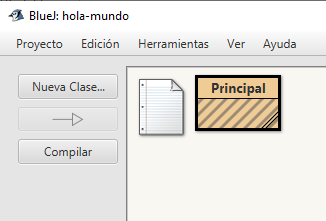 BlueJ: hola-mundo
Proyecto Edición Herramientas Ver Ayuda
Nueva Clase...
Principal
Compilar